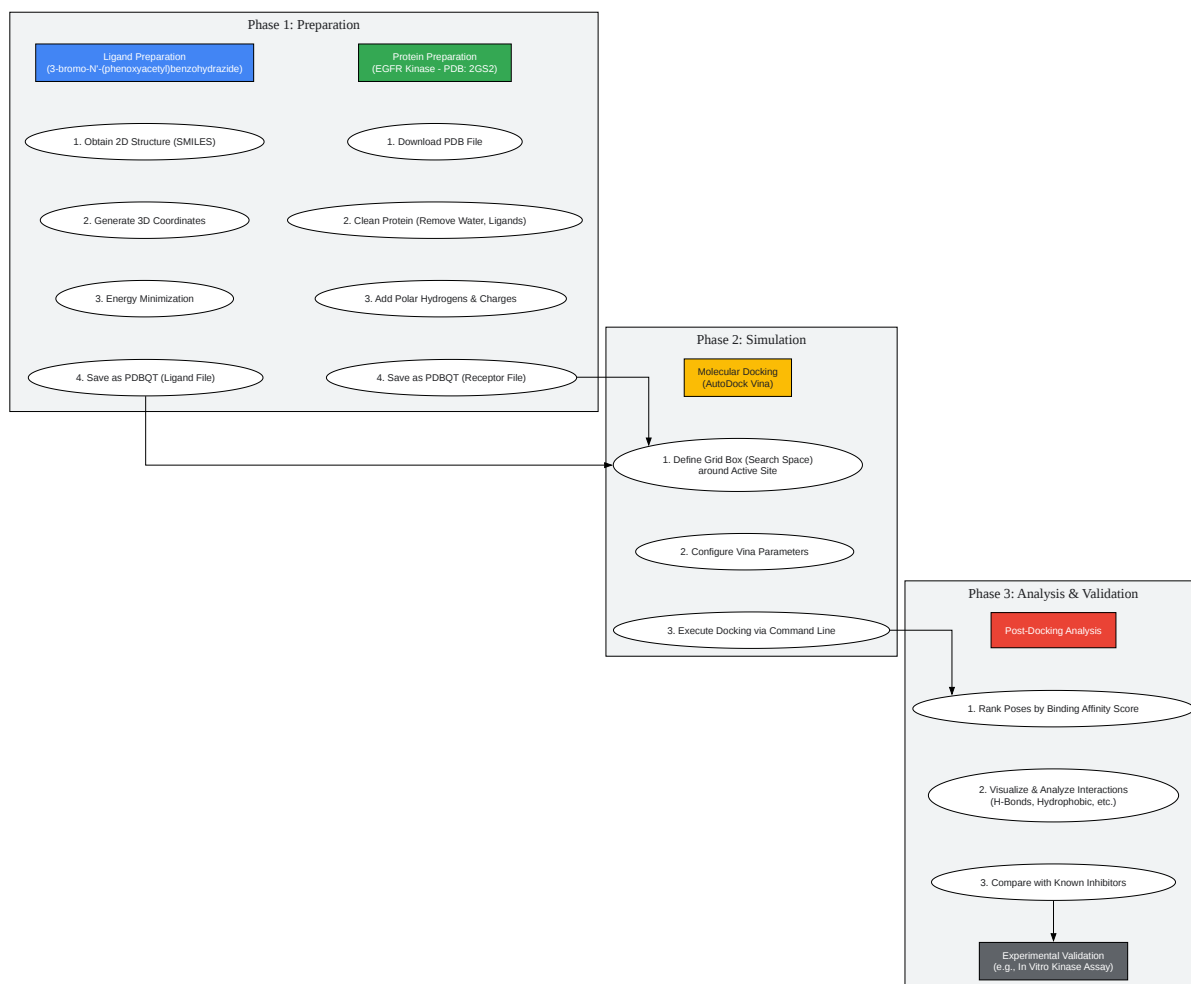 Phase 1: Preparation
Ligand Preparation
(3-bromo-N'-(phenoxyacetyl)benzohydrazide)
Protein Preparation
(EGFR Kinase - PDB: 2GS2)
1. Obtain 2D Structure (SMILES)
1. Download PDB File
2. Generate 3D Coordinates
2. Clean Protein (Remove Water, Ligands)
3. Energy Minimization
3. Add Polar Hydrogens & Charges
4. Save as PDBQT (Ligand File)
4. Save as PDBQT (Receptor File)
Phase 2: Simulation
Molecular Docking
(AutoDock Vina)
1. Define Grid Box (Search Space)
around Active Site
2. Configure Vina Parameters
3. Execute Docking via Command Line
Phase 3: Analysis & Validation
Post-Docking Analysis
1. Rank Poses by Binding Affinity Score
2. Visualize & Analyze Interactions
(H-Bonds, Hydrophobic, etc.)
3. Compare with Known Inhibitors
Experimental Validation
(e.g., In Vitro Kinase Assay)